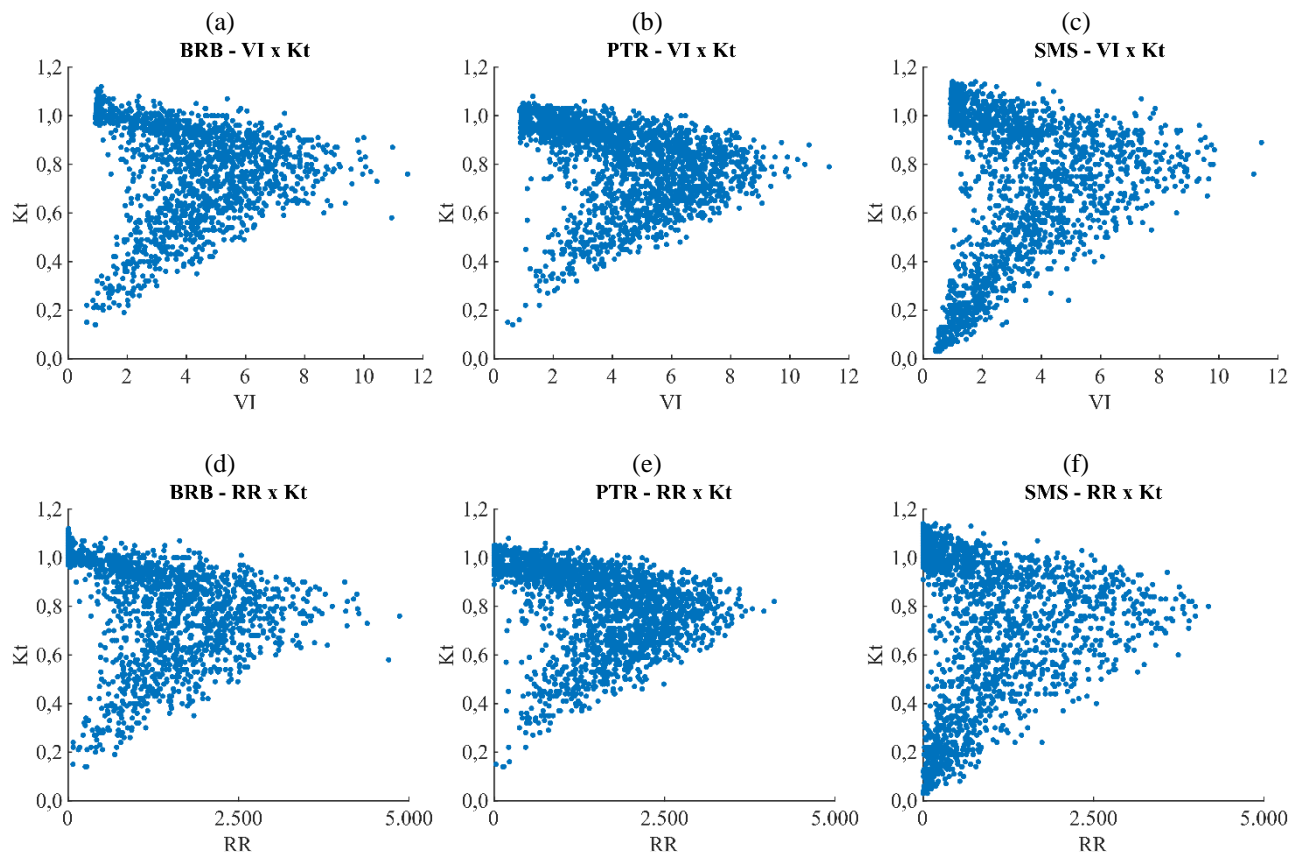 (a)
BRB - VI x Kt
1,2
1,0
0,8
0,6
0,4
0,2
0,0
Kt
0 2 4 6 8 10 12
VI
(b)
PTR - VI x Kt
1,2
1,0
0,8
0,6
0,4
0,2
0,0
Kt
0 2 4 6 8 10 12
VI
(c)
SMS - VI x Kt
1,2
1,0
0,8
0,6
0,4
0,2
0,0
Kt
0 2 4 6 8 10 12
VI
(d)
BRB - RR x Kt
1,2
1,0
0,8
0,6
0,4
0,2
0,0
Kt
0 2.500 5.000
RR
(e)
PTR - RR x Kt
1,2
1,0
0,8
0,6
0,4
0,2
0,0
Kt
0 2.500 5.000
RR
(f)
SMS - RR x Kt
1,2
1,0
0,8
0,6
0,4
0,2
0,0
Kt
0 2.500 5.000
RR